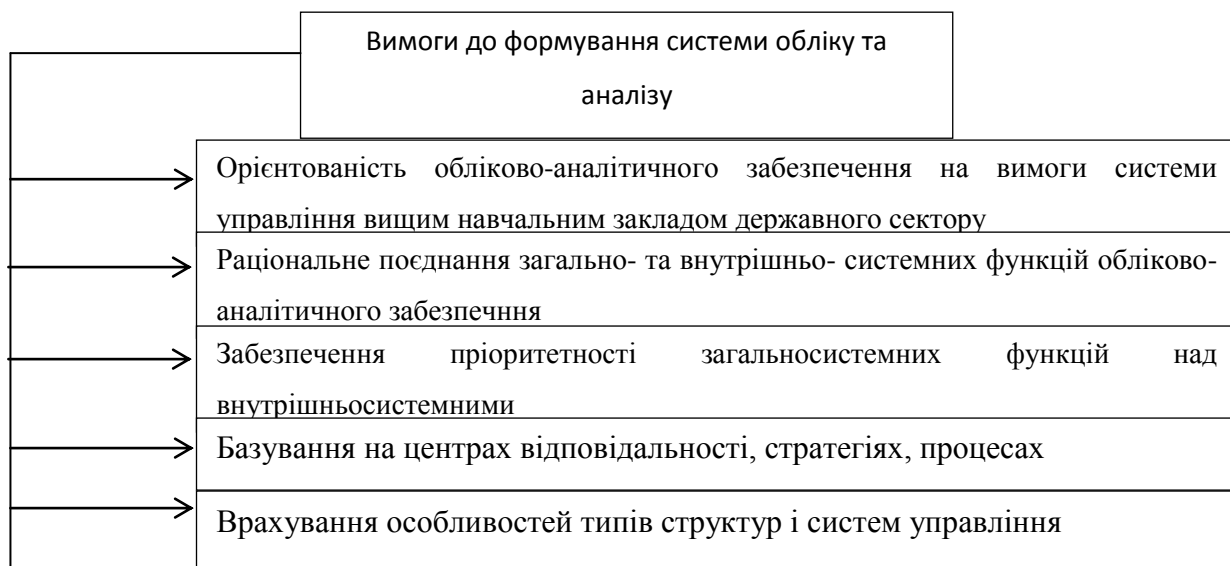 Вимоги до формування системи обліку та
аналізу
Орієнтованість обліково-аналітичного забезпечення на вимоги системи
управління вищим навчальним закладом державного сектору
Раціональне поєднання загально- та внутрішньо- системних функцій обліково-
аналітичного забезпечння
Забезпечення пріоритетності загальносистемних функцій над
внутрішньосистемними
Базування на центрах відповідальності, стратегіях, процесах
Врахування особливостей типів структур і систем управління